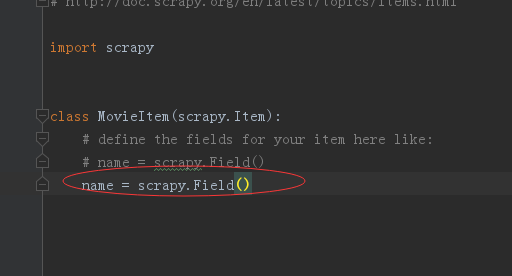 # http://doc.scrapy.org/en/latest/topics/items.html
import scrapy
class MovieItem(scrapy.Item):
# define the fields for your item here like:
# name = scrapy.Field()
name = scrapy.Field()